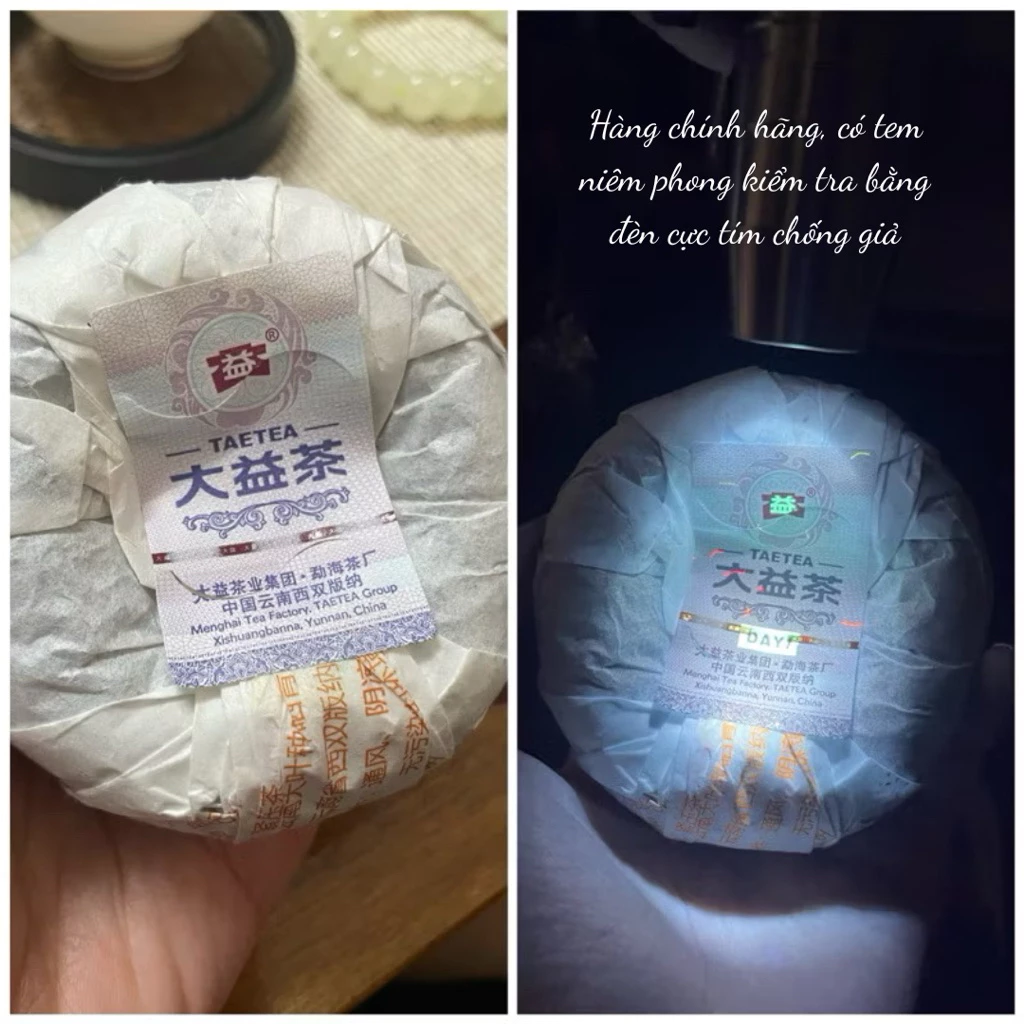 益®
TAETEA
大益茶
大益茶业集团·勐海茶厂
中国云南西双版纳
Menghai Tea Factory, TAETEA Group
Xishuangbanna, Yunnan, China
Hàng chính hãng, có tem
niêm phong kiểm tra bằng
đèn cực tím chống giả
益®
TAETEA
大益茶
DAYI
大益茶业集团·勐海茶厂
中国云南西双版纳
Menghai Tea Factory, TAETEA Group
Xishuangbanna, Yunnan, China